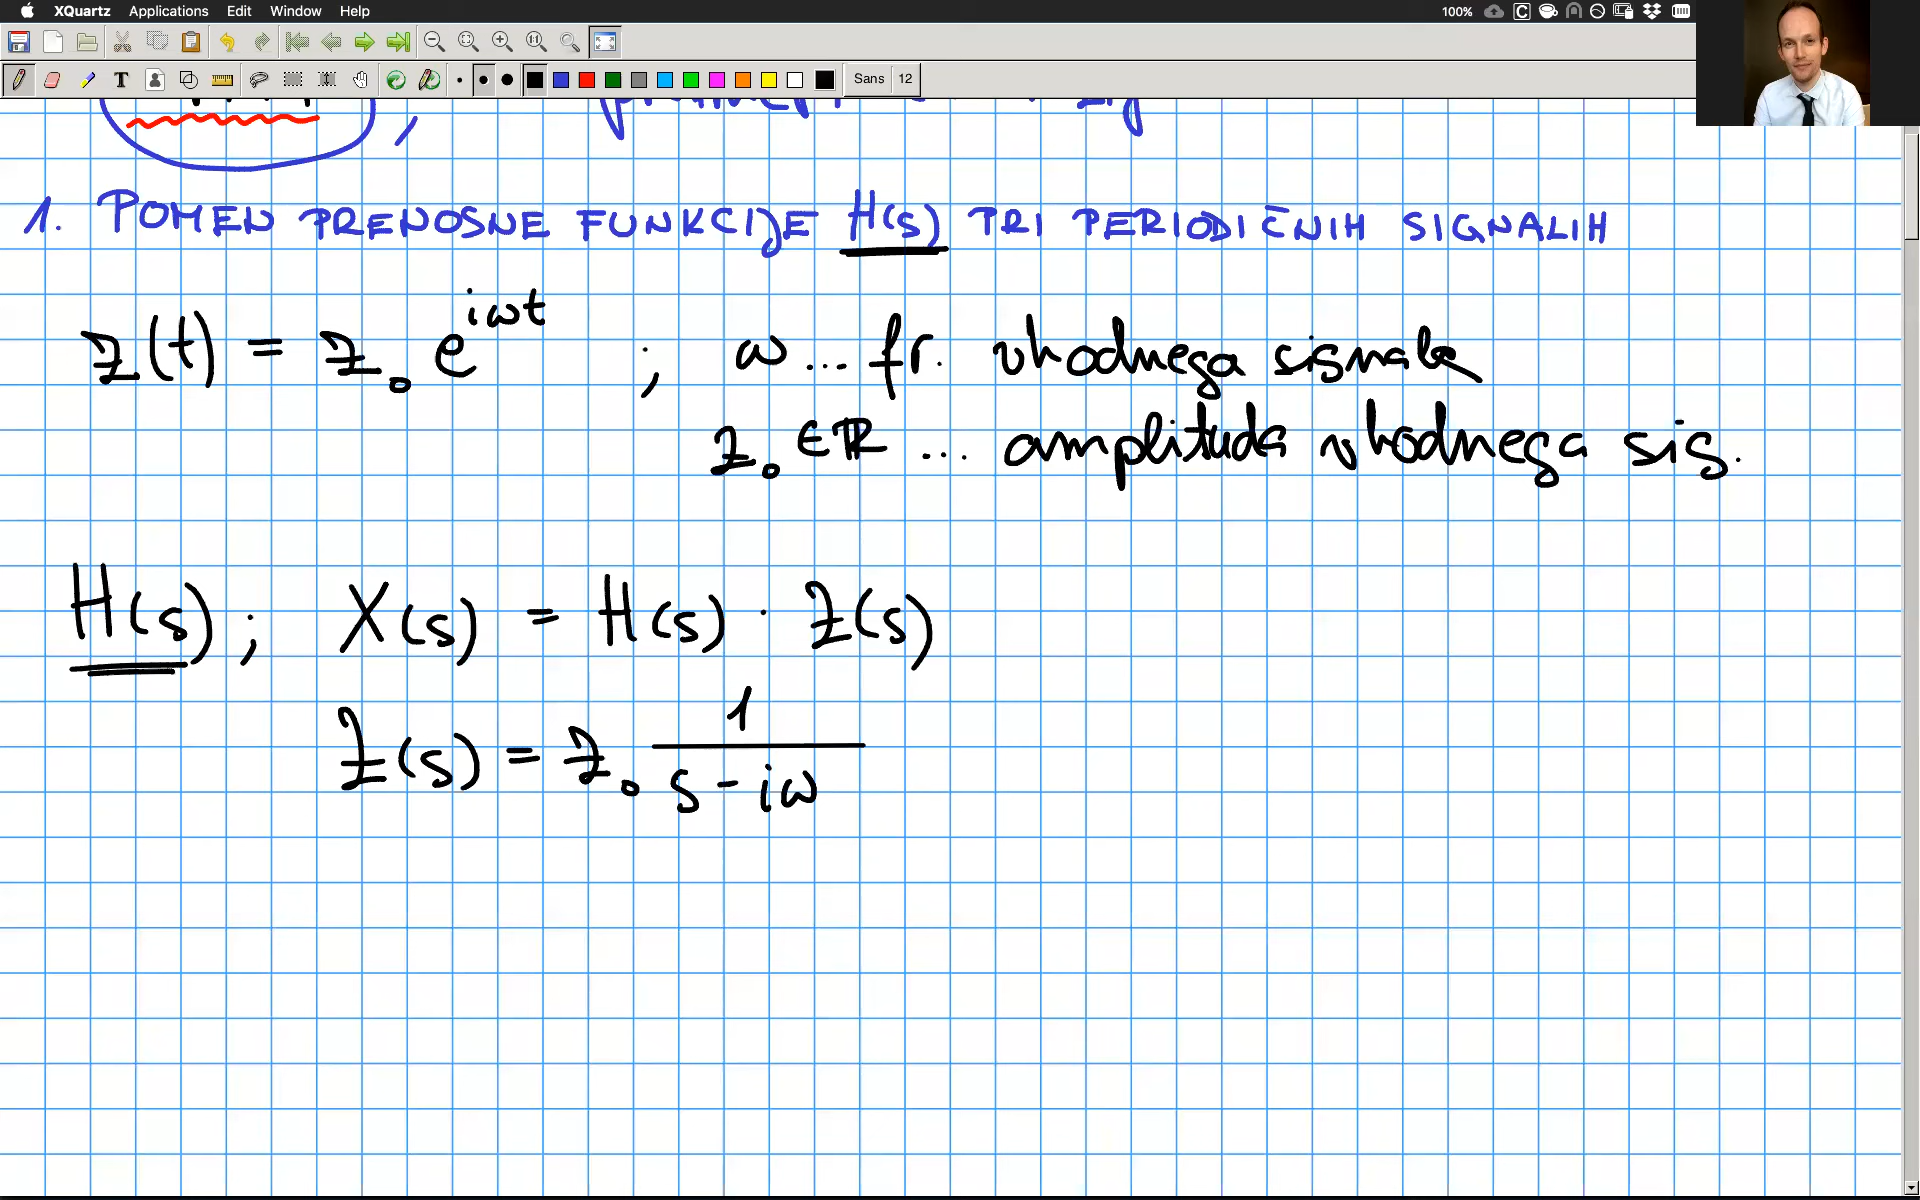 XQuartz Applications Edit Window Help 100%
T Sans 12
1. POMEN PRENOSNE FUNKCIJE H(s) PRI PERIODIČNIH SIGNALIH
z(t) = z₀ e^{iωt} ; ω ... fr. vhodnega signala
z₀ ∈ ℝ ... amplituda vhodnega sig.
H(s) ; X(s) = H(s) · Z(s)
Z(s) = z₀ 1/(s-iω)